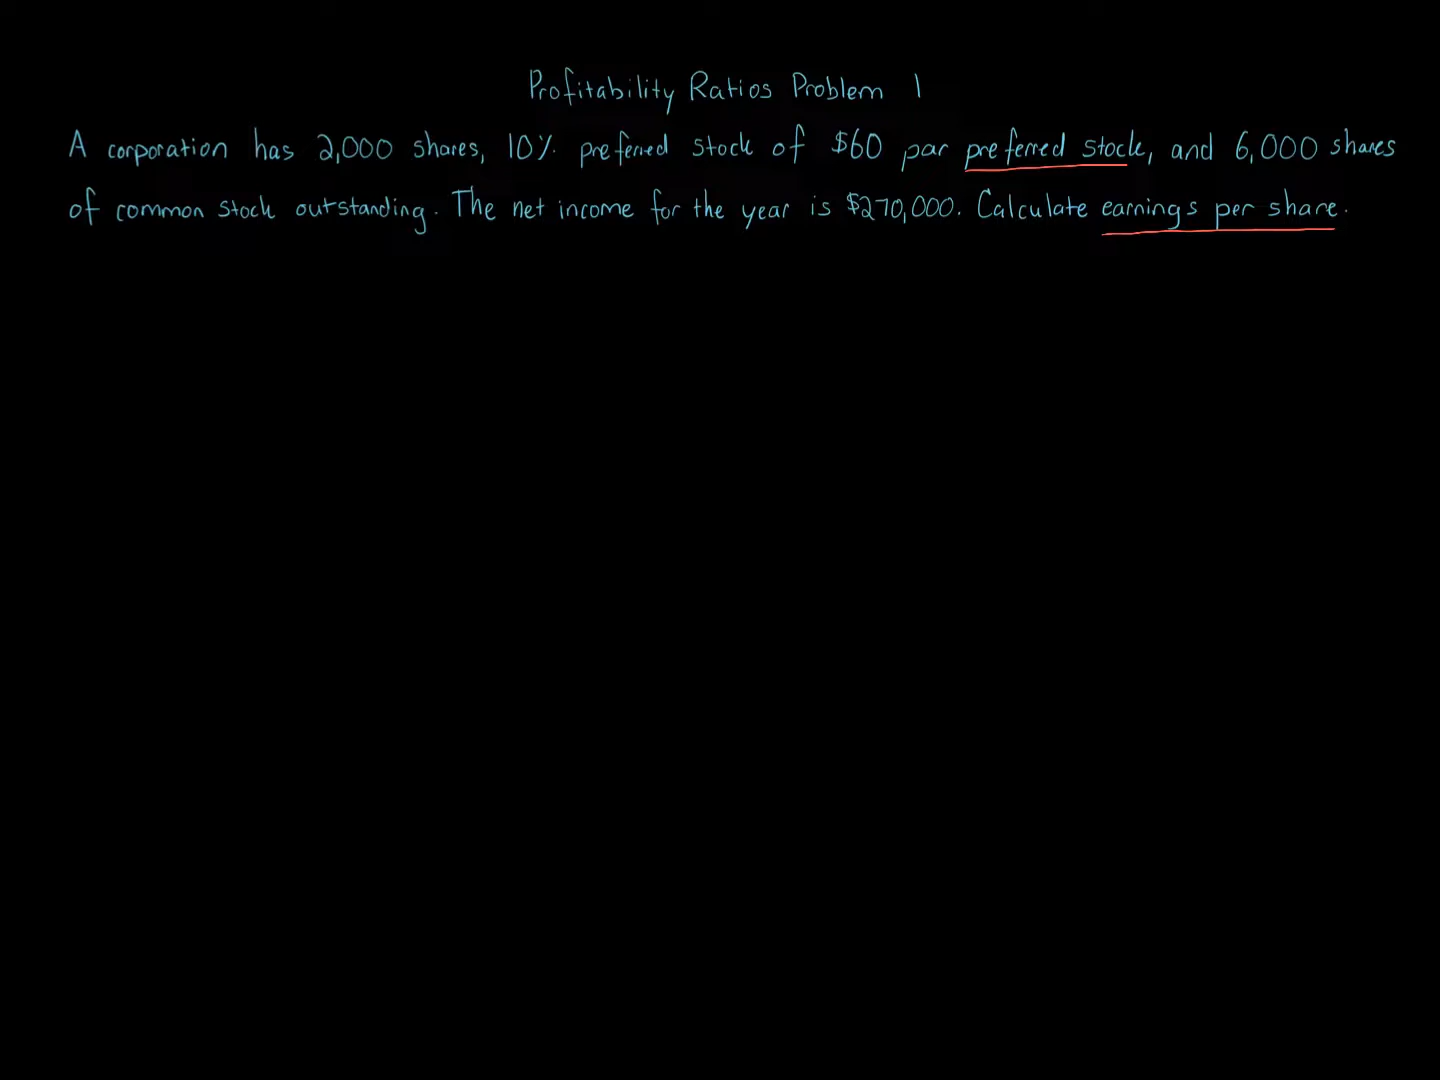 Profitability Ratios Problem 1
A corporation has 2,000 shares, 10% preferred stock of $60 par preferred stock, and 6,000 shares
of common stock outstanding. The net income for the year is $270,000. Calculate earnings per share.